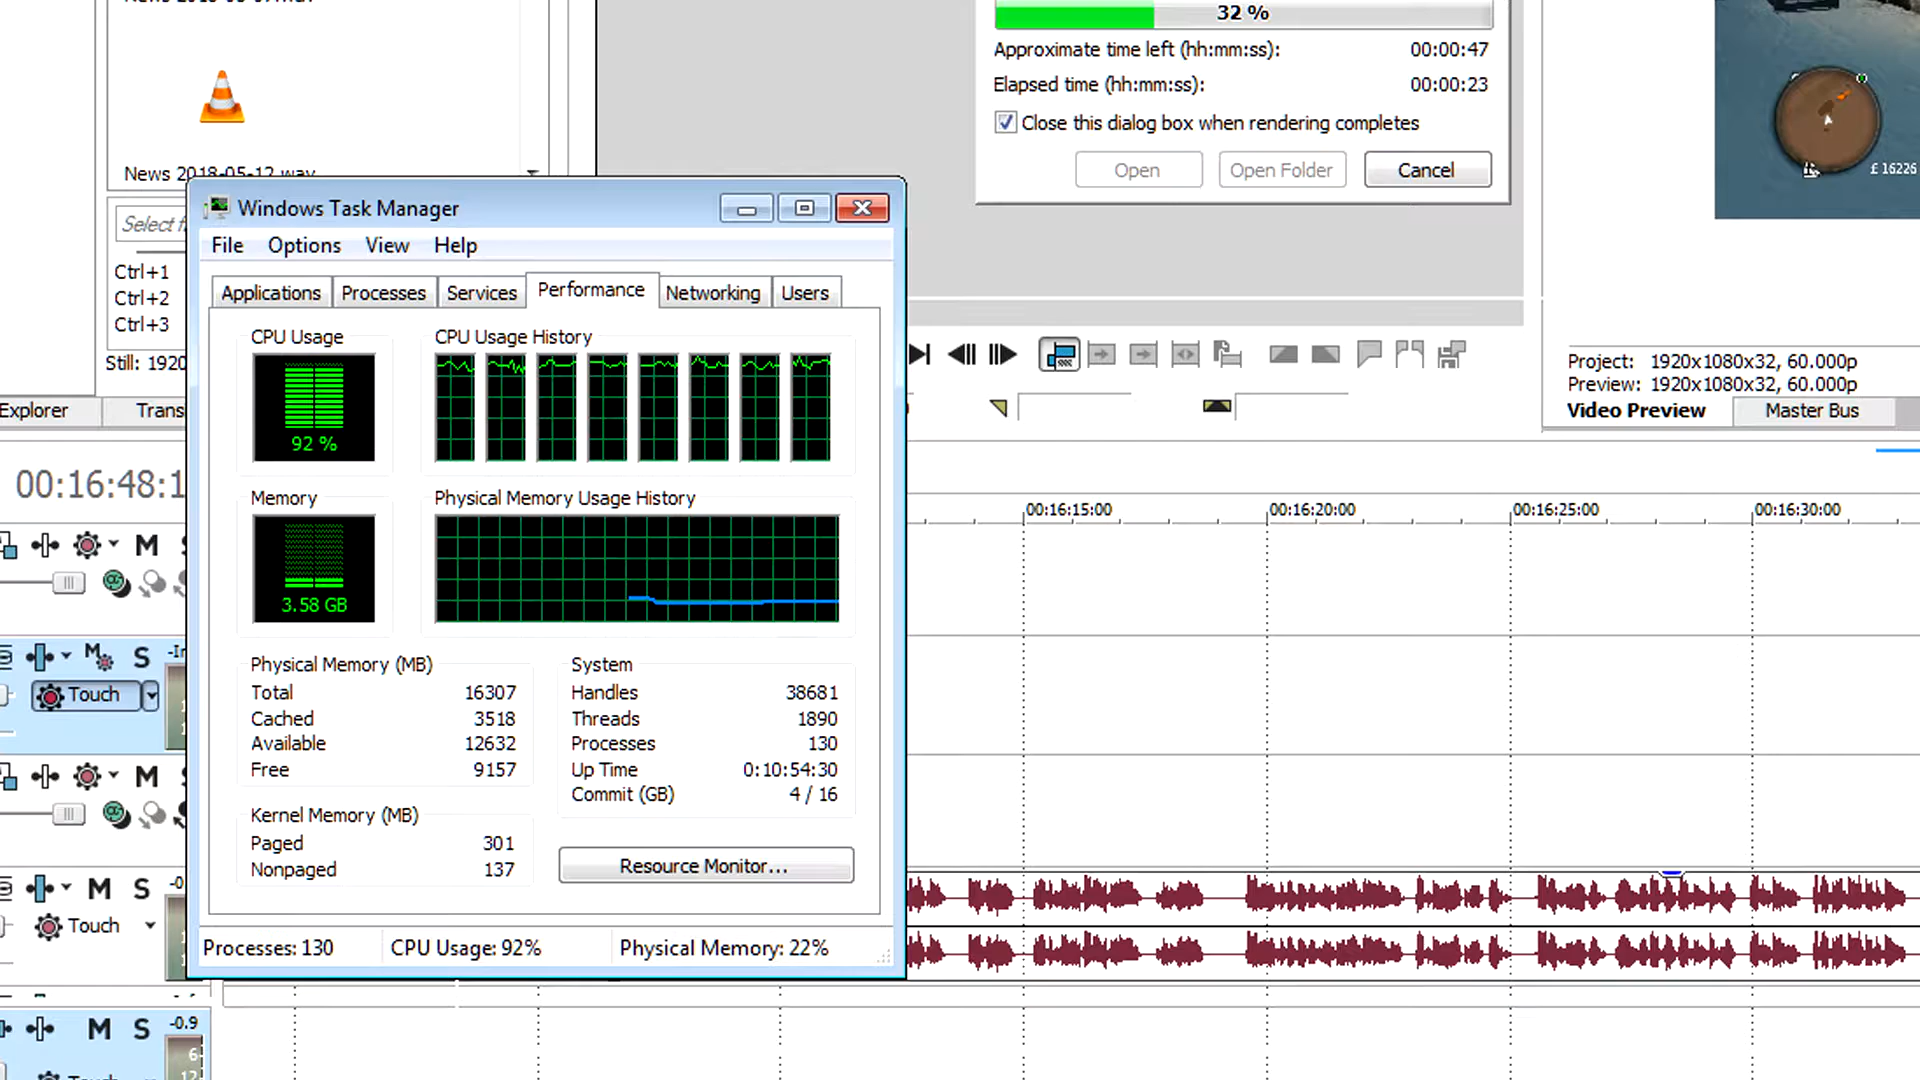 32 %
Approximate time left (hh:mm:ss): 00:00:47
Elapsed time (hh:mm:ss): 00:00:23
Close this dialog box when rendering completes
Open Open Folder Cancel
£ 16226
News 2018-05-12.wav
Select f
Ctrl+1
Ctrl+2
Ctrl+3
Still: 1920
Explorer Trans
00:16:48:1
Windows Task Manager
File Options View Help
Applications Processes Services Performance Networking Users
CPU Usage
92 %
CPU Usage History
Memory
3.58 GB
Physical Memory Usage History
Physical Memory (MB)
Total 16307
Cached 3518
Available 12632
Free 9157
Kernel Memory (MB)
Paged 301
Nonpaged 137
System
Handles 38681
Threads 1890
Processes 130
Up Time 0:10:54:30
Commit (GB) 4 / 16
Resource Monitor...
Processes: 130 CPU Usage: 92% Physical Memory: 22%
Project: 1920x1080x32, 60.000p
Preview: 1920x1080x32, 60.000p
Video Preview Master Bus
00:16:15:00 00:16:20:00 00:16:25:00 00:16:30:00
M
M S
Touch
M
M S
Touch
M S -0.9
6
12